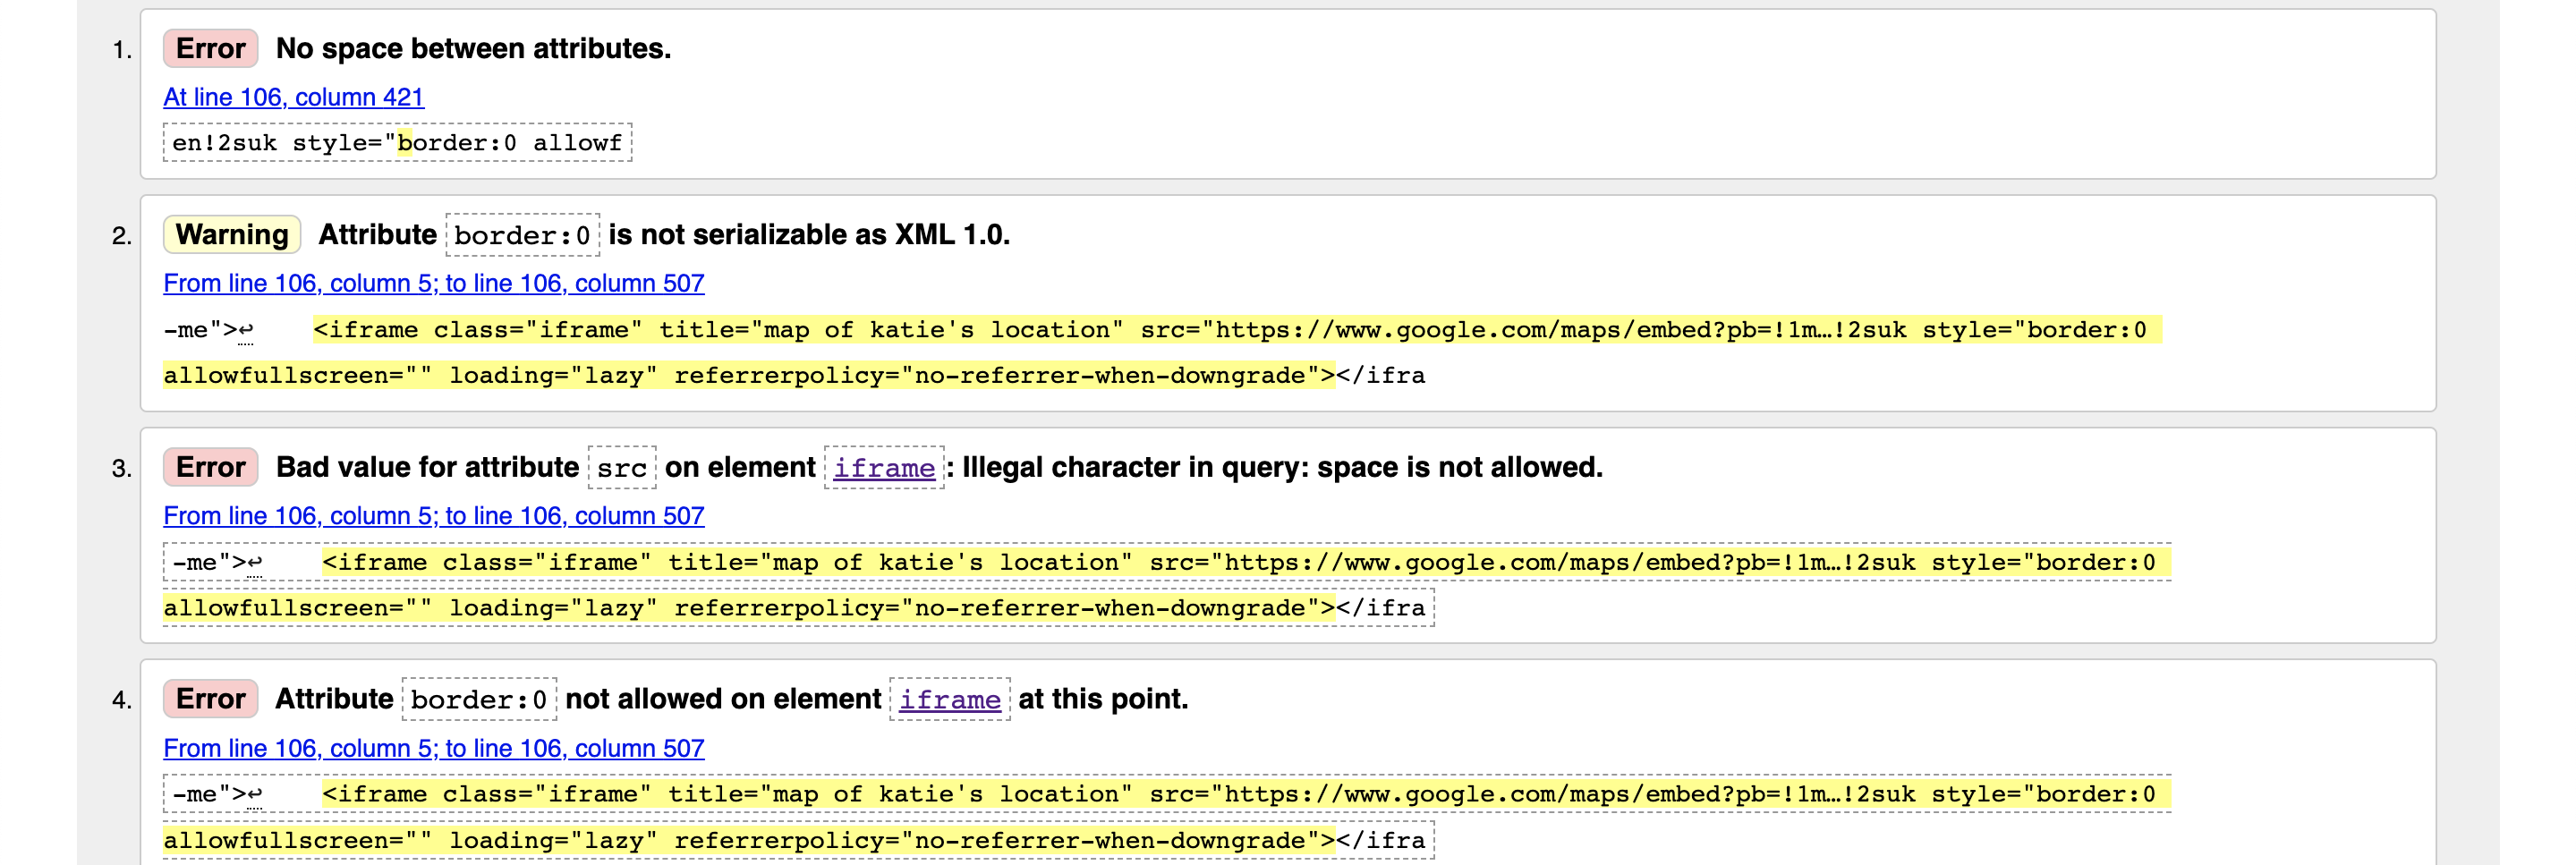 1. Error No space between attributes.
At line 106, column 421
en!2suk style="border:0 allowf
2. Warning Attribute border:0 is not serializable as XML 1.0.
From line 106, column 5; to line 106, column 507
-me">↩    <iframe class="iframe" title="map of katie's location" src="https://www.google.com/maps/embed?pb=!1m…!2suk style="border:0
allowfullscreen="" loading="lazy" referrerpolicy="no-referrer-when-downgrade"></ifra
3. Error Bad value for attribute src on element iframe: Illegal character in query: space is not allowed.
From line 106, column 5; to line 106, column 507
-me">↩    <iframe class="iframe" title="map of katie's location" src="https://www.google.com/maps/embed?pb=!1m…!2suk style="border:0
allowfullscreen="" loading="lazy" referrerpolicy="no-referrer-when-downgrade"></ifra
4. Error Attribute border:0 not allowed on element iframe at this point.
From line 106, column 5; to line 106, column 507
-me">↩    <iframe class="iframe" title="map of katie's location" src="https://www.google.com/maps/embed?pb=!1m…!2suk style="border:0
allowfullscreen="" loading="lazy" referrerpolicy="no-referrer-when-downgrade"></ifra